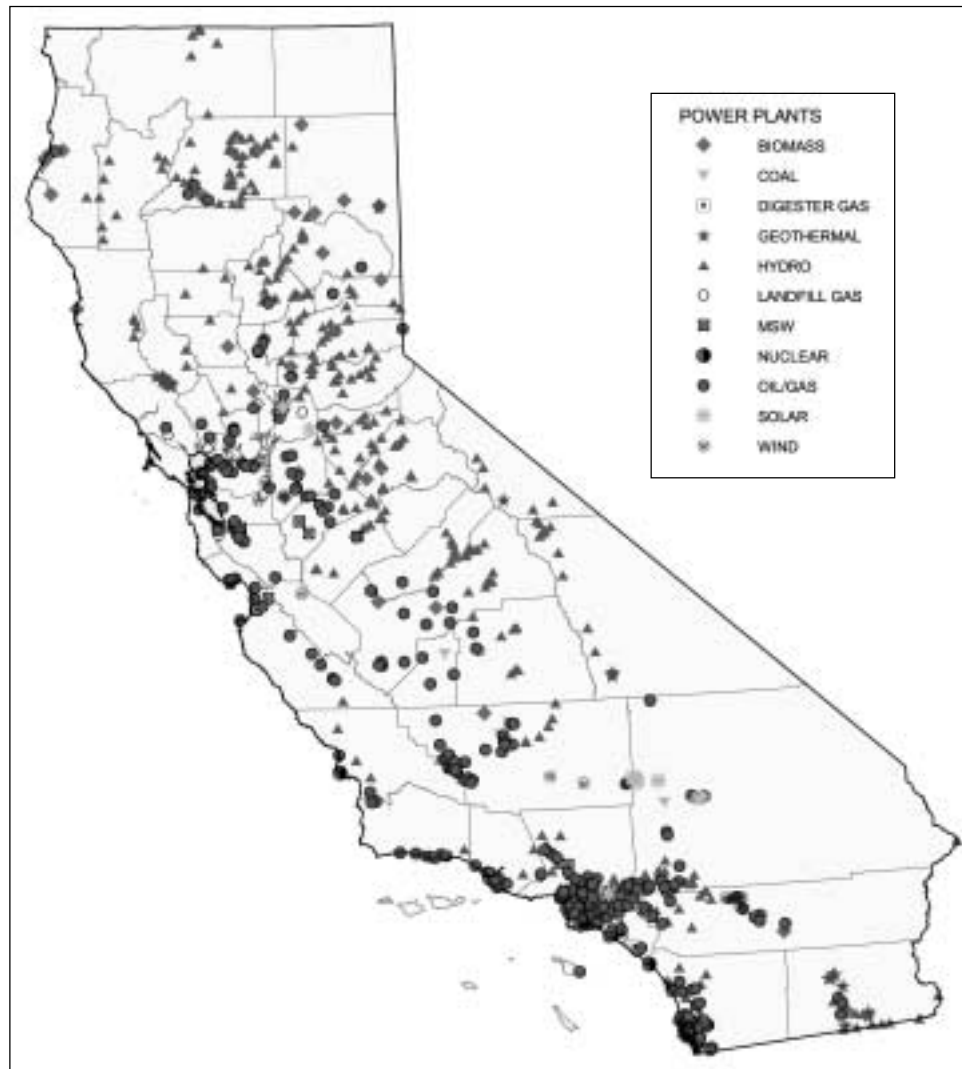 POWER PLANTS
BIOMASS
COAL
DIGESTER GAS
GEOTHERMAL
HYDRO
LANDFILL GAS
MSW
NUCLEAR
OIL/GAS
SOLAR
WIND